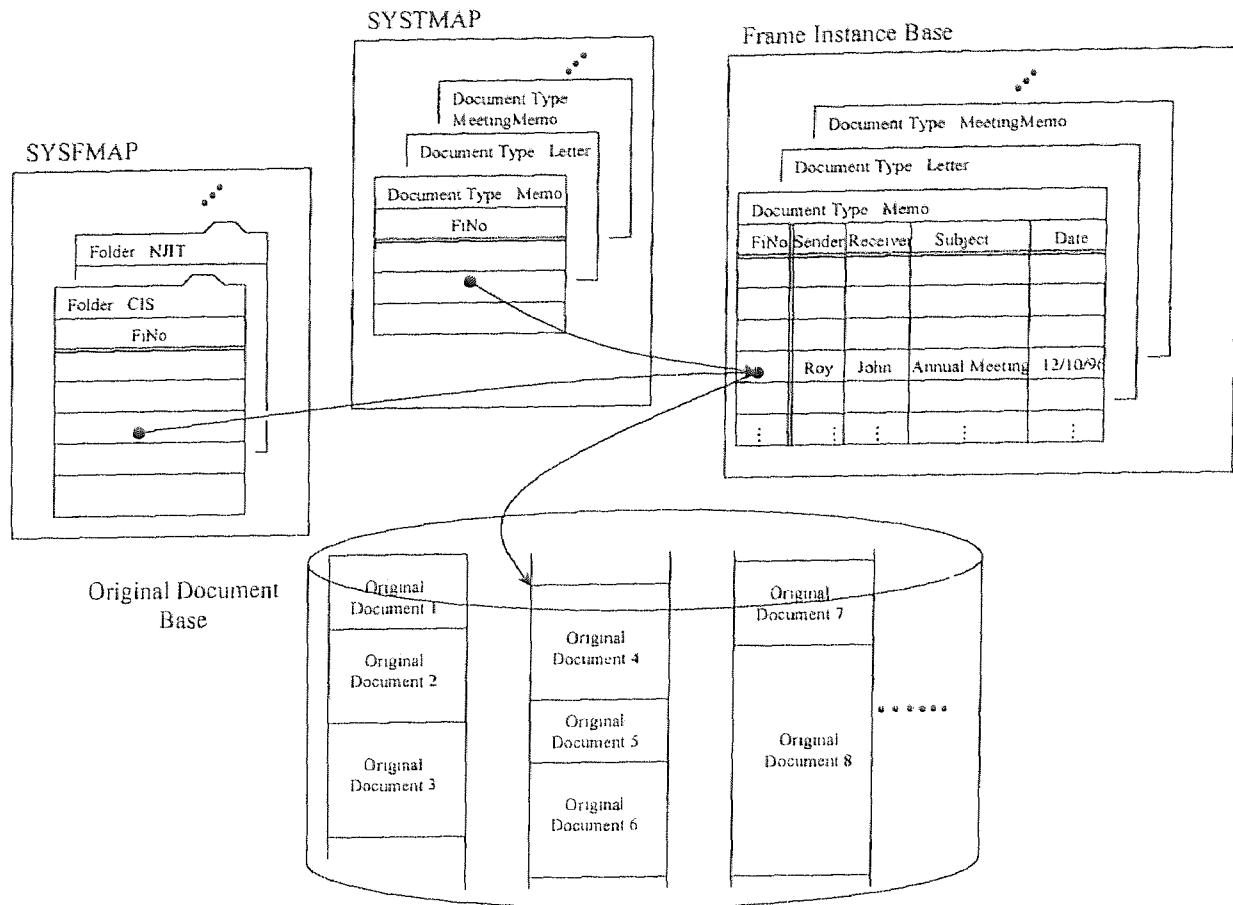 SYSTMAP
Document Type
MeetingMemo
Document Type Letter
Document Type Memo
FiNo
Frame Instance Base
Document Type MeetingMemo
Document Type Letter
Document Type Memo
FiNo Sender Receiver Subject Date
Roy John Annual Meeting 12/10/96
SYSFMAP
Folder NJIT
Folder CIS
FiNo
Original Document
Base
Original
Document 1
Original
Document 2
Original
Document 3
Original
Document 4
Original
Document 5
Original
Document 6
Original
Document 7
Original
Document 8